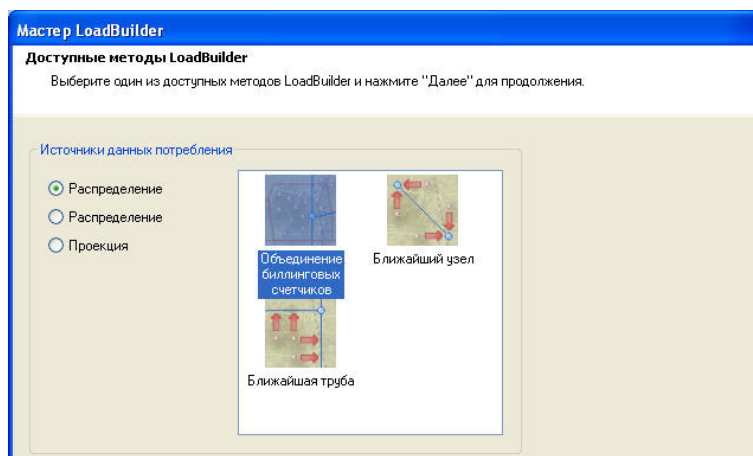 Мастер LoadBuilder
Доступные методы LoadBuilder
Выберите один из доступных методов LoadBuilder и нажмите "Далее" для продолжения.
Источники данных потребления
Распределение
Распределение
Проекция
Объединение
биллинговых
счетчиков
Ближайший узел
Ближайшая труба